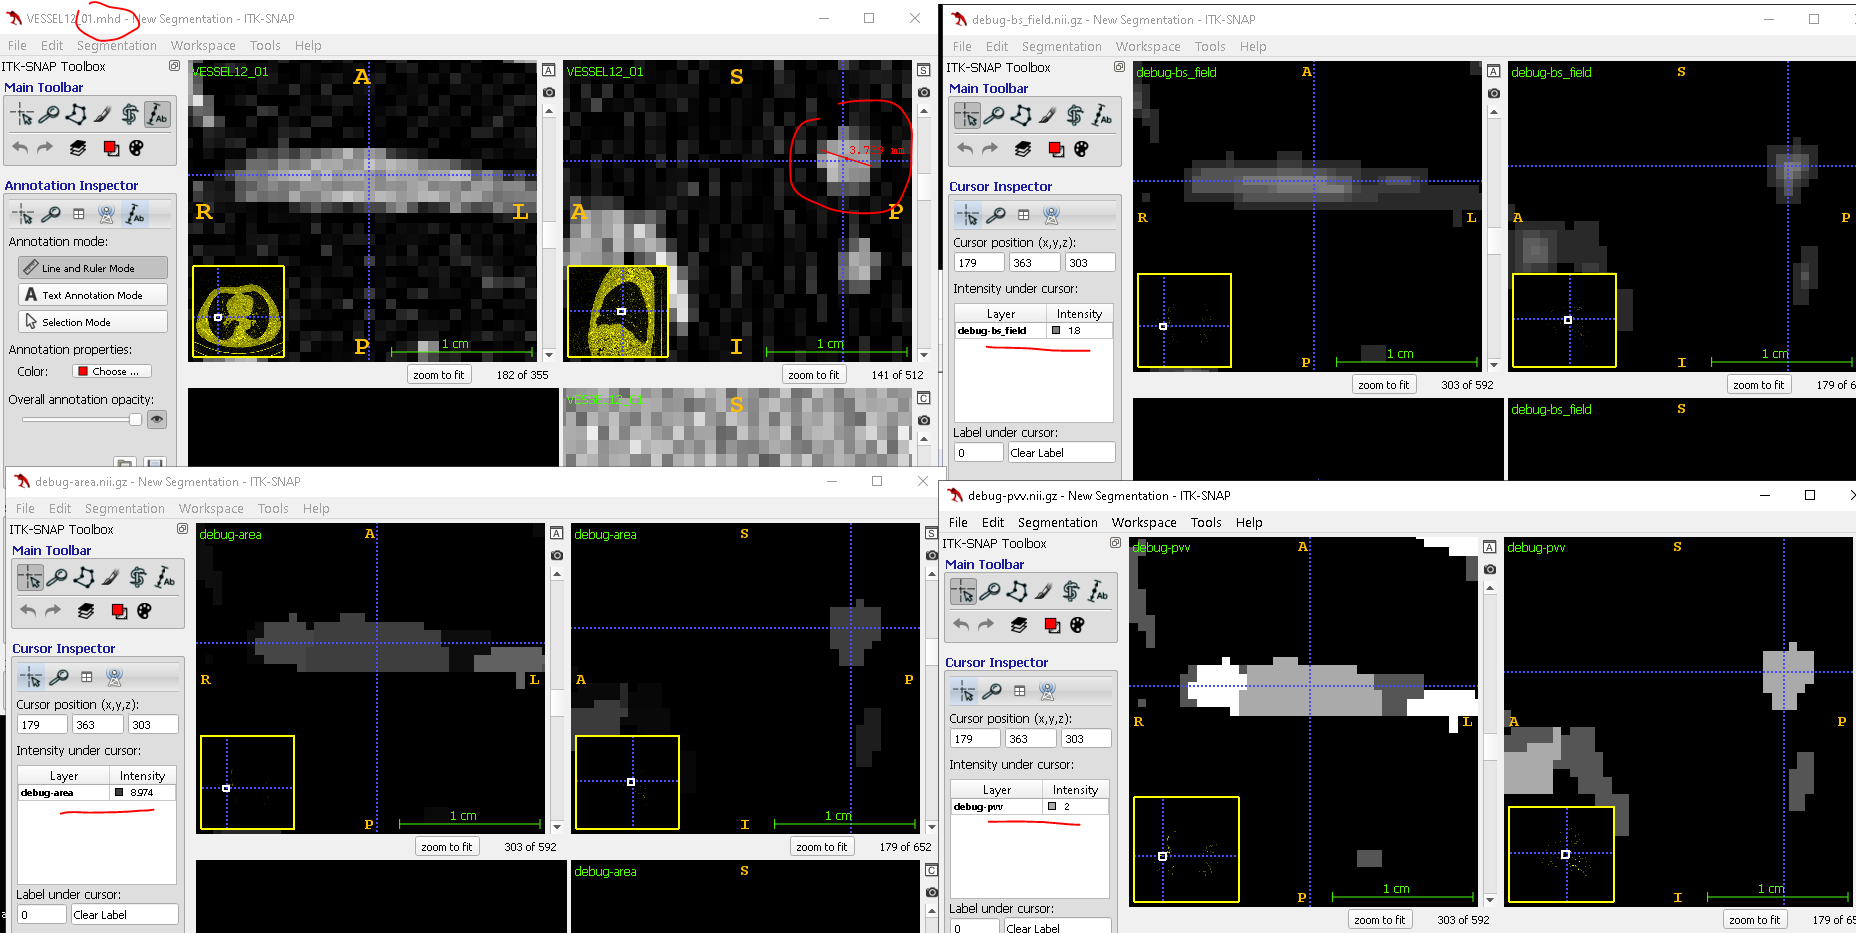 VESSEL12_01.mhd - New Segmentation - ITK-SNAP
File Edit Segmentation Workspace Tools Help
ITK-SNAP Toolbox
Main Toolbar
Annotation Inspector
Annotation mode:
Line and Ruler Mode
Text Annotation Mode
Selection Mode
Annotation properties:
Color: Choose ...
Overall annotation opacity:
VESSEL12_01
A
R
L
P
1 cm
zoom to fit 182 of 355
A
VESSEL12_01
S
3.779 mm
A
P
I
1 cm
zoom to fit 141 of 512
S
S
C
debug-bs_field.nii.gz - New Segmentation - ITK-SNAP
File Edit Segmentation Workspace Tools Help
ITK-SNAP Toolbox
Main Toolbar
Cursor Inspector
Cursor position (x,y,z):
179 363 303
Intensity under cursor:
Layer Intensity
debug-bs_field 1.8
Label under cursor:
0 Clear Label
debug-bs_field
A
R
L
P
1 cm
zoom to fit 303 of 592
A
debug-bs_field
S
A
P
I
1 cm
zoom to fit 179 of 6
debug-bs_field
S
debug-area.nii.gz - New Segmentation - ITK-SNAP
File Edit Segmentation Workspace Tools Help
ITK-SNAP Toolbox
Main Toolbar
Cursor Inspector
Cursor position (x,y,z):
179 363 303
Intensity under cursor:
Layer Intensity
debug-area 8.974
Label under cursor:
0 Clear Label
debug-area
A
R
L
P
1 cm
zoom to fit 303 of 592
A
debug-area
S
A
P
I
1 cm
zoom to fit 179 of 652
S
debug-area
S
C
debug-pvv.nii.gz - New Segmentation - ITK-SNAP
File Edit Segmentation Workspace Tools Help
ITK-SNAP Toolbox
Main Toolbar
Cursor Inspector
Cursor position (x,y,z):
179 363 303
Intensity under cursor:
Layer Intensity
debug-pvv 2
Label under cursor:
0 Clear Label
debug-pvv
A
R
L
P
1 cm
zoom to fit 303 of 592
A
debug-pvv
S
A
P
I
1 cm
zoom to fit 179 of 65